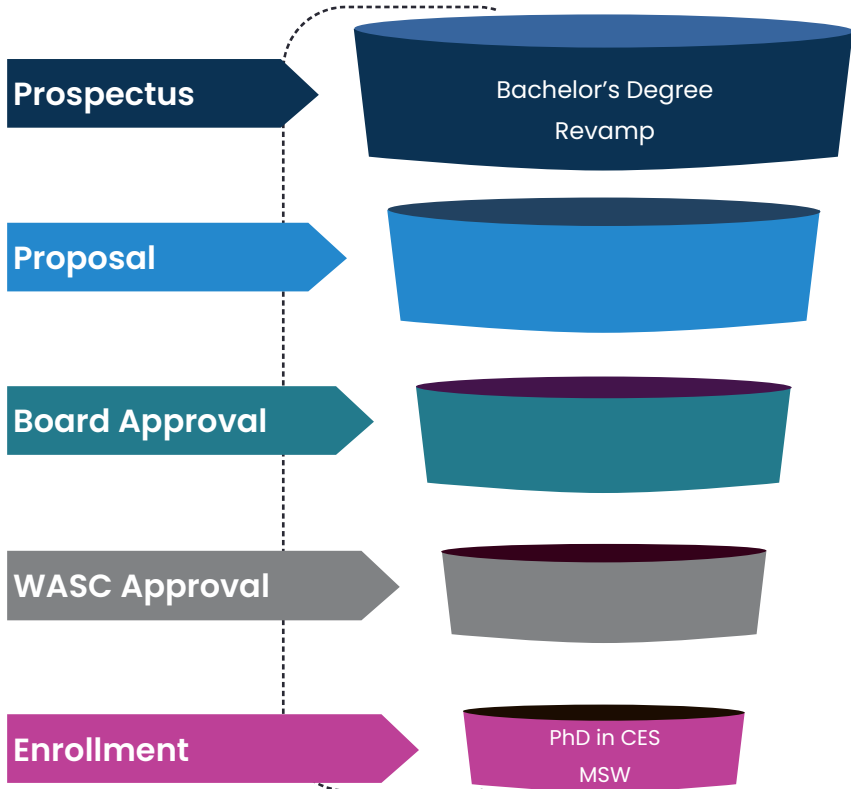 Prospectus
Bachelor’s Degree
Revamp
Proposal
Board Approval
WASC Approval
Enrollment
PhD in CES
MSW